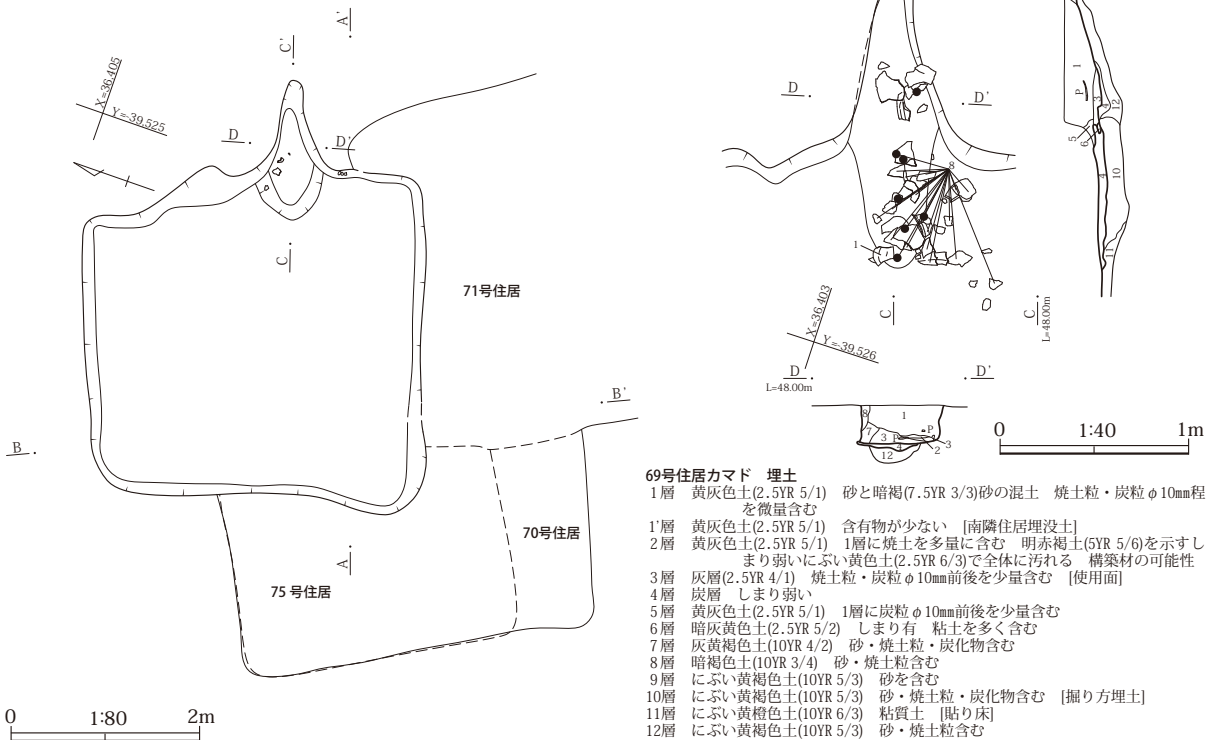 A'
C'
X=36.405
Y=-39.525
D
D'
C
71号住居
B'
B
70号住居
A
75号住居
0 1:80 2m
D
D'
8
1
C
X=36.403
Y=-39.526
1
P
3
4
12
5
6
4
10
11
C
L=48.00m
D
L=48.00m
D'
8
1
7
3
P
P
4
3
2
12
0 1:40 1m
69号住居カマド 埋土
1層 黄灰色土(2.5YR 5/1) 砂と暗褐(7.5YR 3/3)砂の混土 焼土粒・炭粒φ10㎜程
を微量含む
1'層 黄灰色土(2.5YR 5/1) 含有物が少ない [南隣住居埋没土]
2層 黄灰色土(2.5YR 5/1) 1層に焼土を多量に含む 明赤褐土(5YR 5/6)を示すし
まり弱いにぶい黄色土(2.5YR 6/3)で全体に汚れる 構築材の可能性
3層 灰層(2.5YR 4/1) 焼土粒・炭粒φ10㎜前後を少量含む [使用面]
4層 炭層 しまり弱い
5層 黄灰色土(2.5YR 5/1) 1層に炭粒φ10㎜前後を少量含む
6層 暗灰黄色土(2.5YR 5/2) しまり有 粘土を多く含む
7層 灰黄褐色土(10YR 4/2) 砂・焼土粒・炭化物含む
8層 暗褐色土(10YR 3/4) 砂・焼土粒含む
9層 にぶい黄褐色土(10YR 5/3) 砂を含む
10層 にぶい黄褐色土(10YR 5/3) 砂・焼土粒・炭化物含む [掘り方埋土]
11層 にぶい黄橙色土(10YR 6/3) 粘質土 [貼り床]
12層 にぶい黄褐色土(10YR 5/3) 砂・焼土粒含む